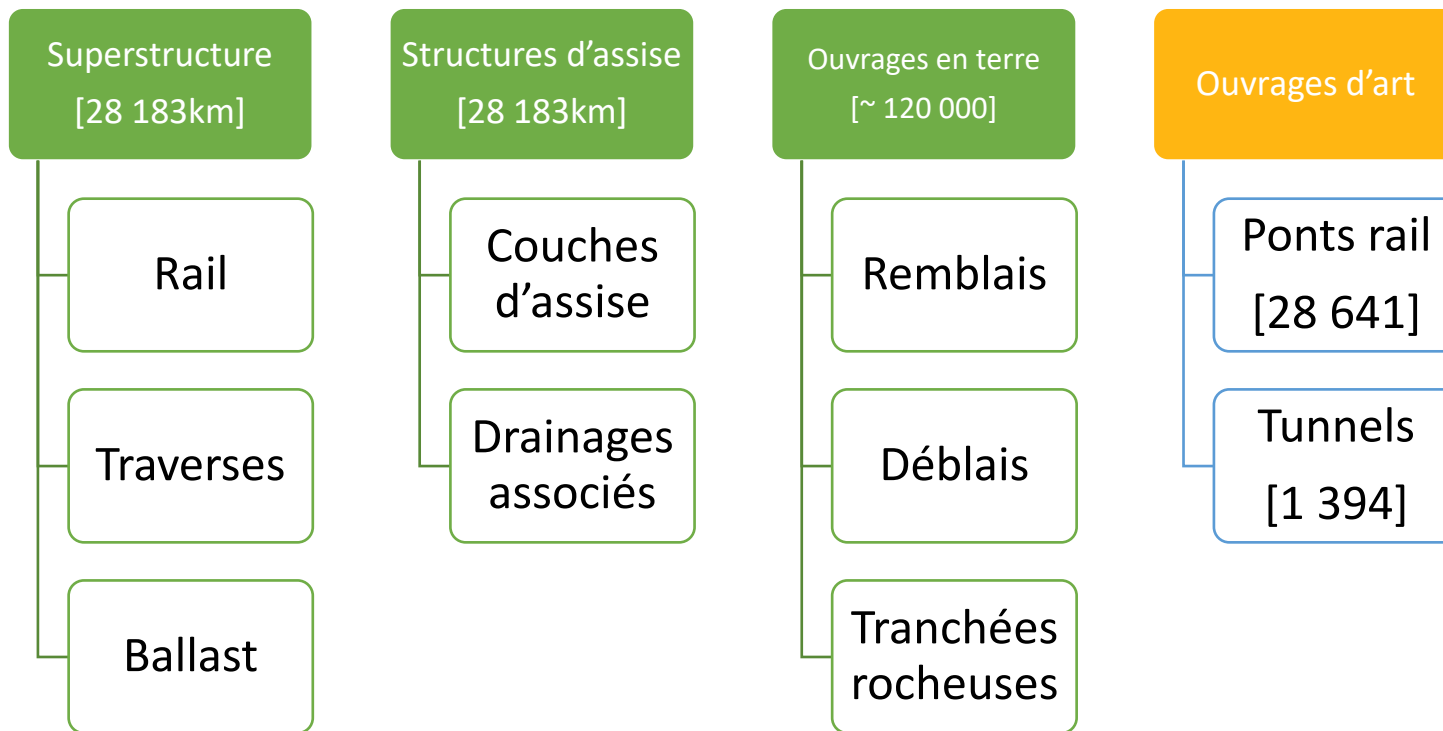 Superstructure
[28 183km]
Rail
Traverses
Ballast
Structures d’assise
[28 183km]
Couches
d’assise
Drainages
associés
Ouvrages en terre
[~ 120 000]
Remblais
Déblais
Tranchées
rocheuses
Ouvrages d’art
Ponts rail
[28 641]
Tunnels
[1 394]